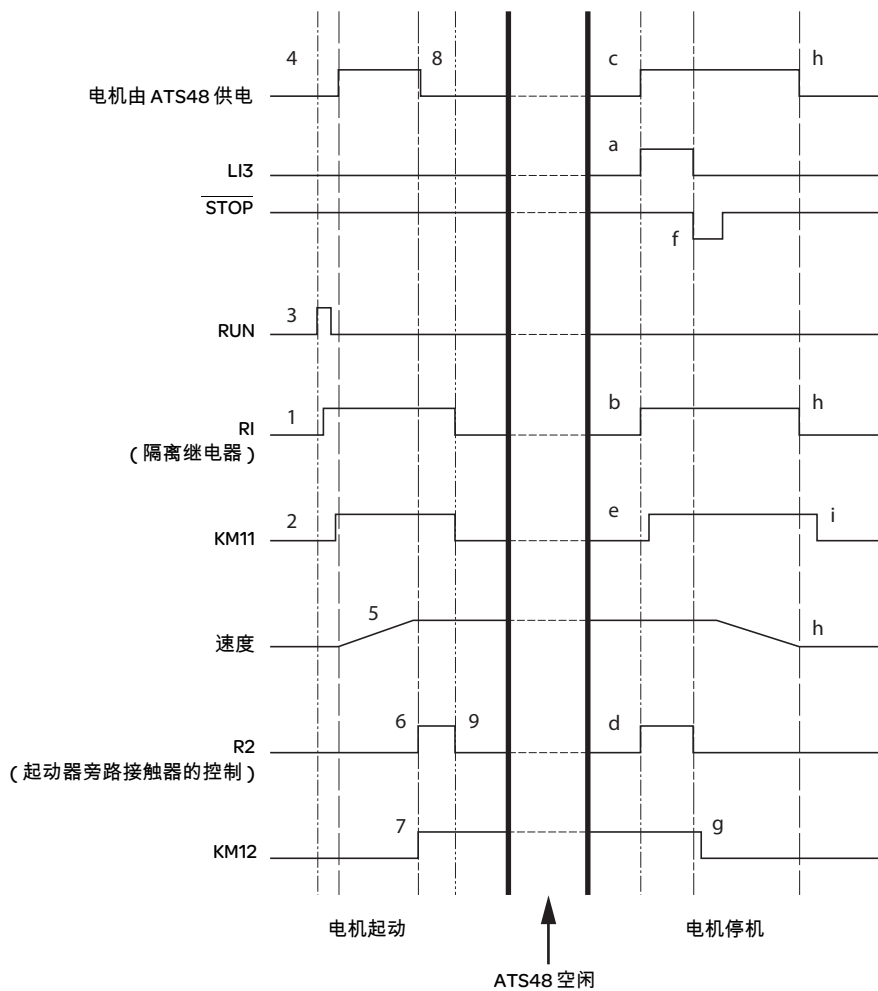 4
8
c
h
电机由 ATS48 供电
a
LI3
STOP
f
3
RUN
1
b
h
RI
( 隔离继电器 )
2
e
i
KM11
5
速度
h
6
9
d
R2
( 起动器旁路接触器的控制 )
7
g
KM12
电机起动
电机停机
ATS48 空闲